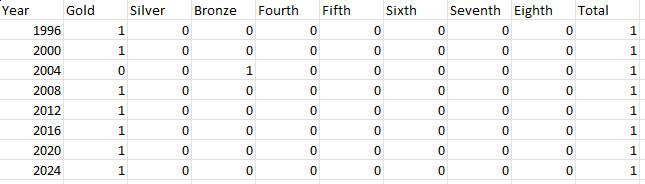 Year Gold Silver Bronze Fourth Fifth Sixth Seventh Eighth Total
1996 1 0 0 0 0 0 0 0 1
2000 1 0 0 0 0 0 0 0 1
2004 0 0 1 0 0 0 0 0 1
2008 1 0 0 0 0 0 0 0 1
2012 1 0 0 0 0 0 0 0 1
2016 1 0 0 0 0 0 0 0 1
2020 1 0 0 0 0 0 0 0 1
2024 1 0 0 0 0 0 0 0 1